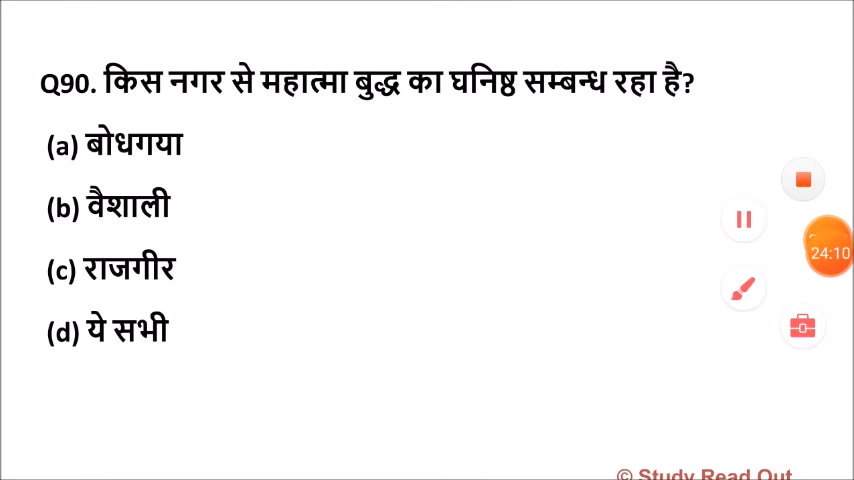 Q90. किस नगर से महात्मा बुद्ध का घनिष्ठ सम्बन्ध रहा है?
(a) बोधगया
(b) वैशाली
(c) राजगीर
(d) ये सभी
24:10
© Study Read Out